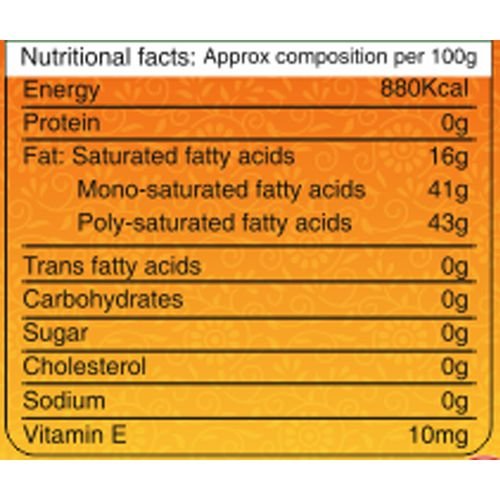 Nutritional facts: Approx composition per 100g
Energy 880Kcal
Protein 0g
Fat: Saturated fatty acids 16g
Mono-saturated fatty acids 41g
Poly-saturated fatty acids 43g
Trans fatty acids 0g
Carbohydrates 0g
Sugar 0g
Cholesterol 0g
Sodium 0g
Vitamin E 10mg